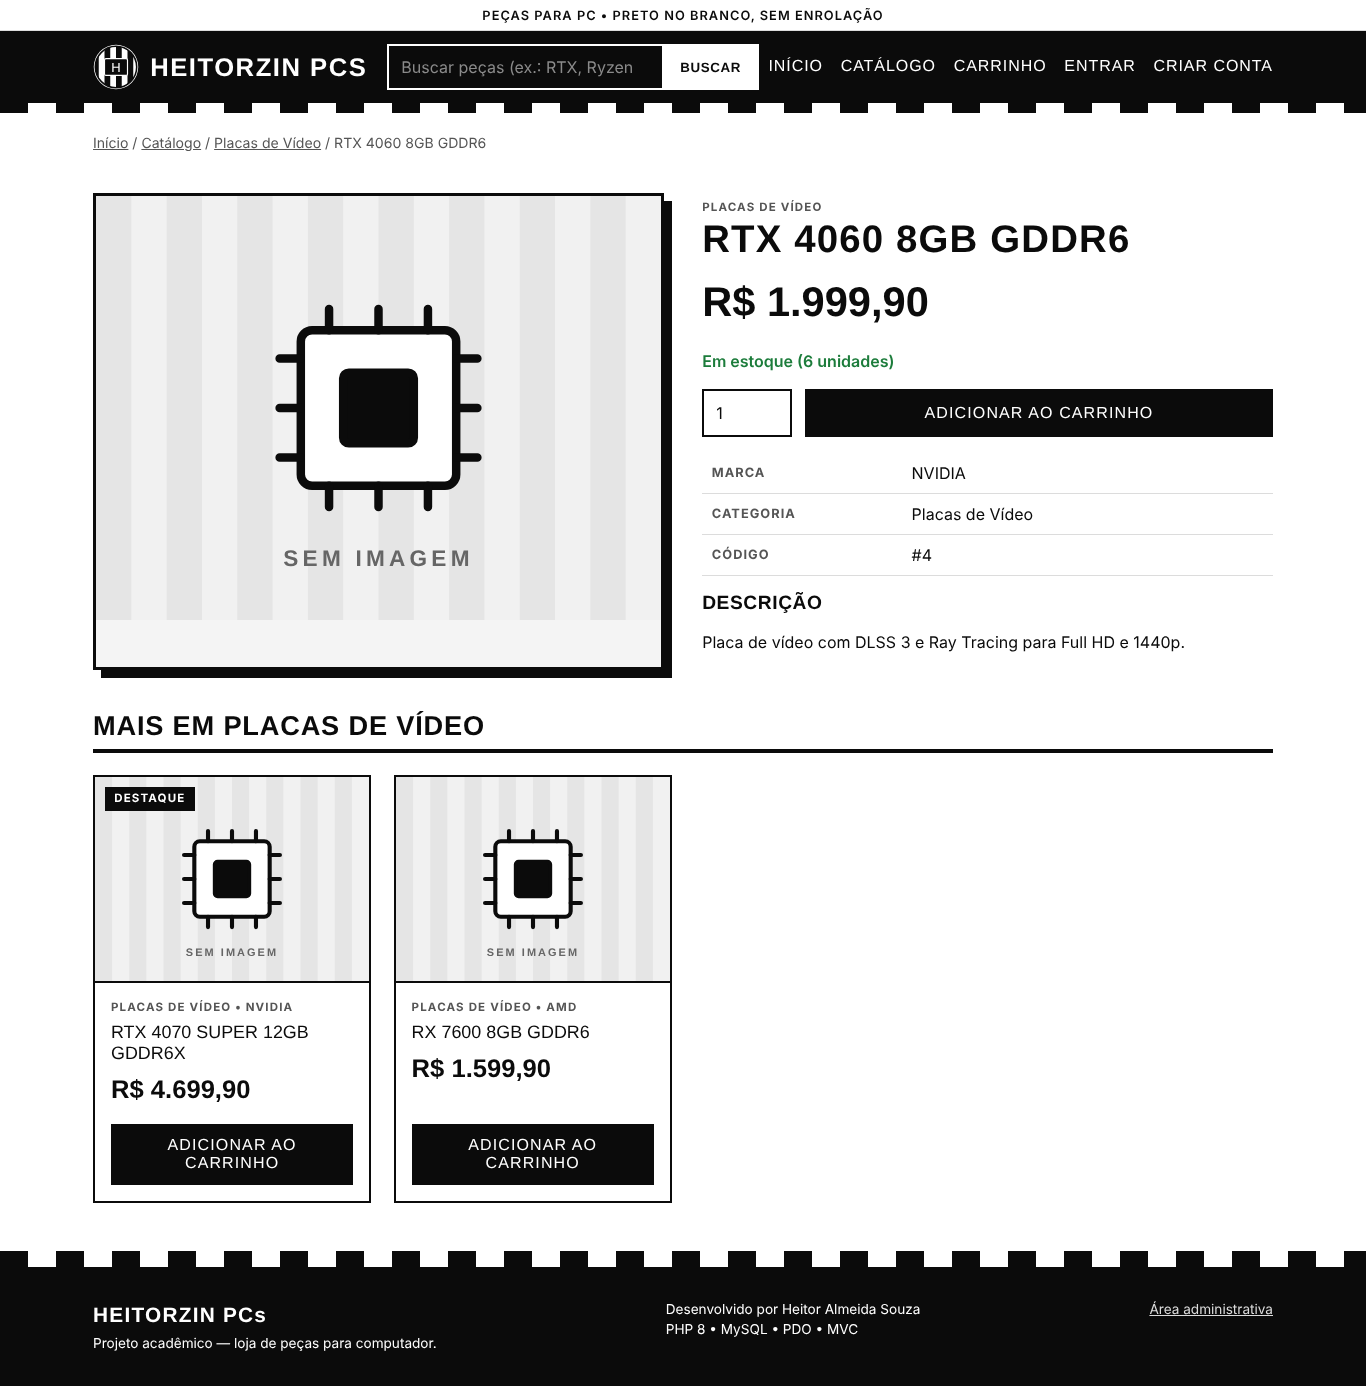 PEÇAS PARA PC • PRETO NO BRANCO, SEM ENROLAÇÃO
H
HEITORZIN PCS
Buscar peças (ex.: RTX, Ryzen
BUSCAR
INÍCIO
CATÁLOGO
CARRINHO
ENTRAR
CRIAR CONTA
Início / Catálogo / Placas de Vídeo / RTX 4060 8GB GDDR6
SEM IMAGEM
PLACAS DE VÍDEO
RTX 4060 8GB GDDR6
R$ 1.999,90
Em estoque (6 unidades)
1
ADICIONAR AO CARRINHO
MARCA NVIDIA
CATEGORIA Placas de Vídeo
CÓDIGO #4
DESCRIÇÃO
Placa de vídeo com DLSS 3 e Ray Tracing para Full HD e 1440p.
MAIS EM PLACAS DE VÍDEO
DESTAQUE
SEM IMAGEM
PLACAS DE VÍDEO • NVIDIA
RTX 4070 SUPER 12GB
GDDR6X
R$ 4.699,90
ADICIONAR AO
CARRINHO
SEM IMAGEM
PLACAS DE VÍDEO • AMD
RX 7600 8GB GDDR6
R$ 1.599,90
ADICIONAR AO
CARRINHO
HEITORZIN PCs
Projeto acadêmico — loja de peças para computador.
Desenvolvido por Heitor Almeida Souza
PHP 8 • MySQL • PDO • MVC
Área administrativa